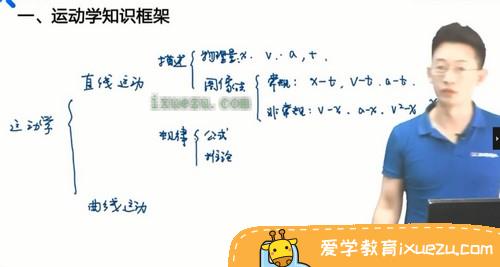 一、运动学知识框架
描述 物理量:x. v. a, t.
直线运动
图像法 常规: x-t, v-t. a-t.
ixuezu.com
非常规: v-x. a-x, v²-x
运动学
规律 公式
推论
曲线运动
爱学教育ixuezu.com